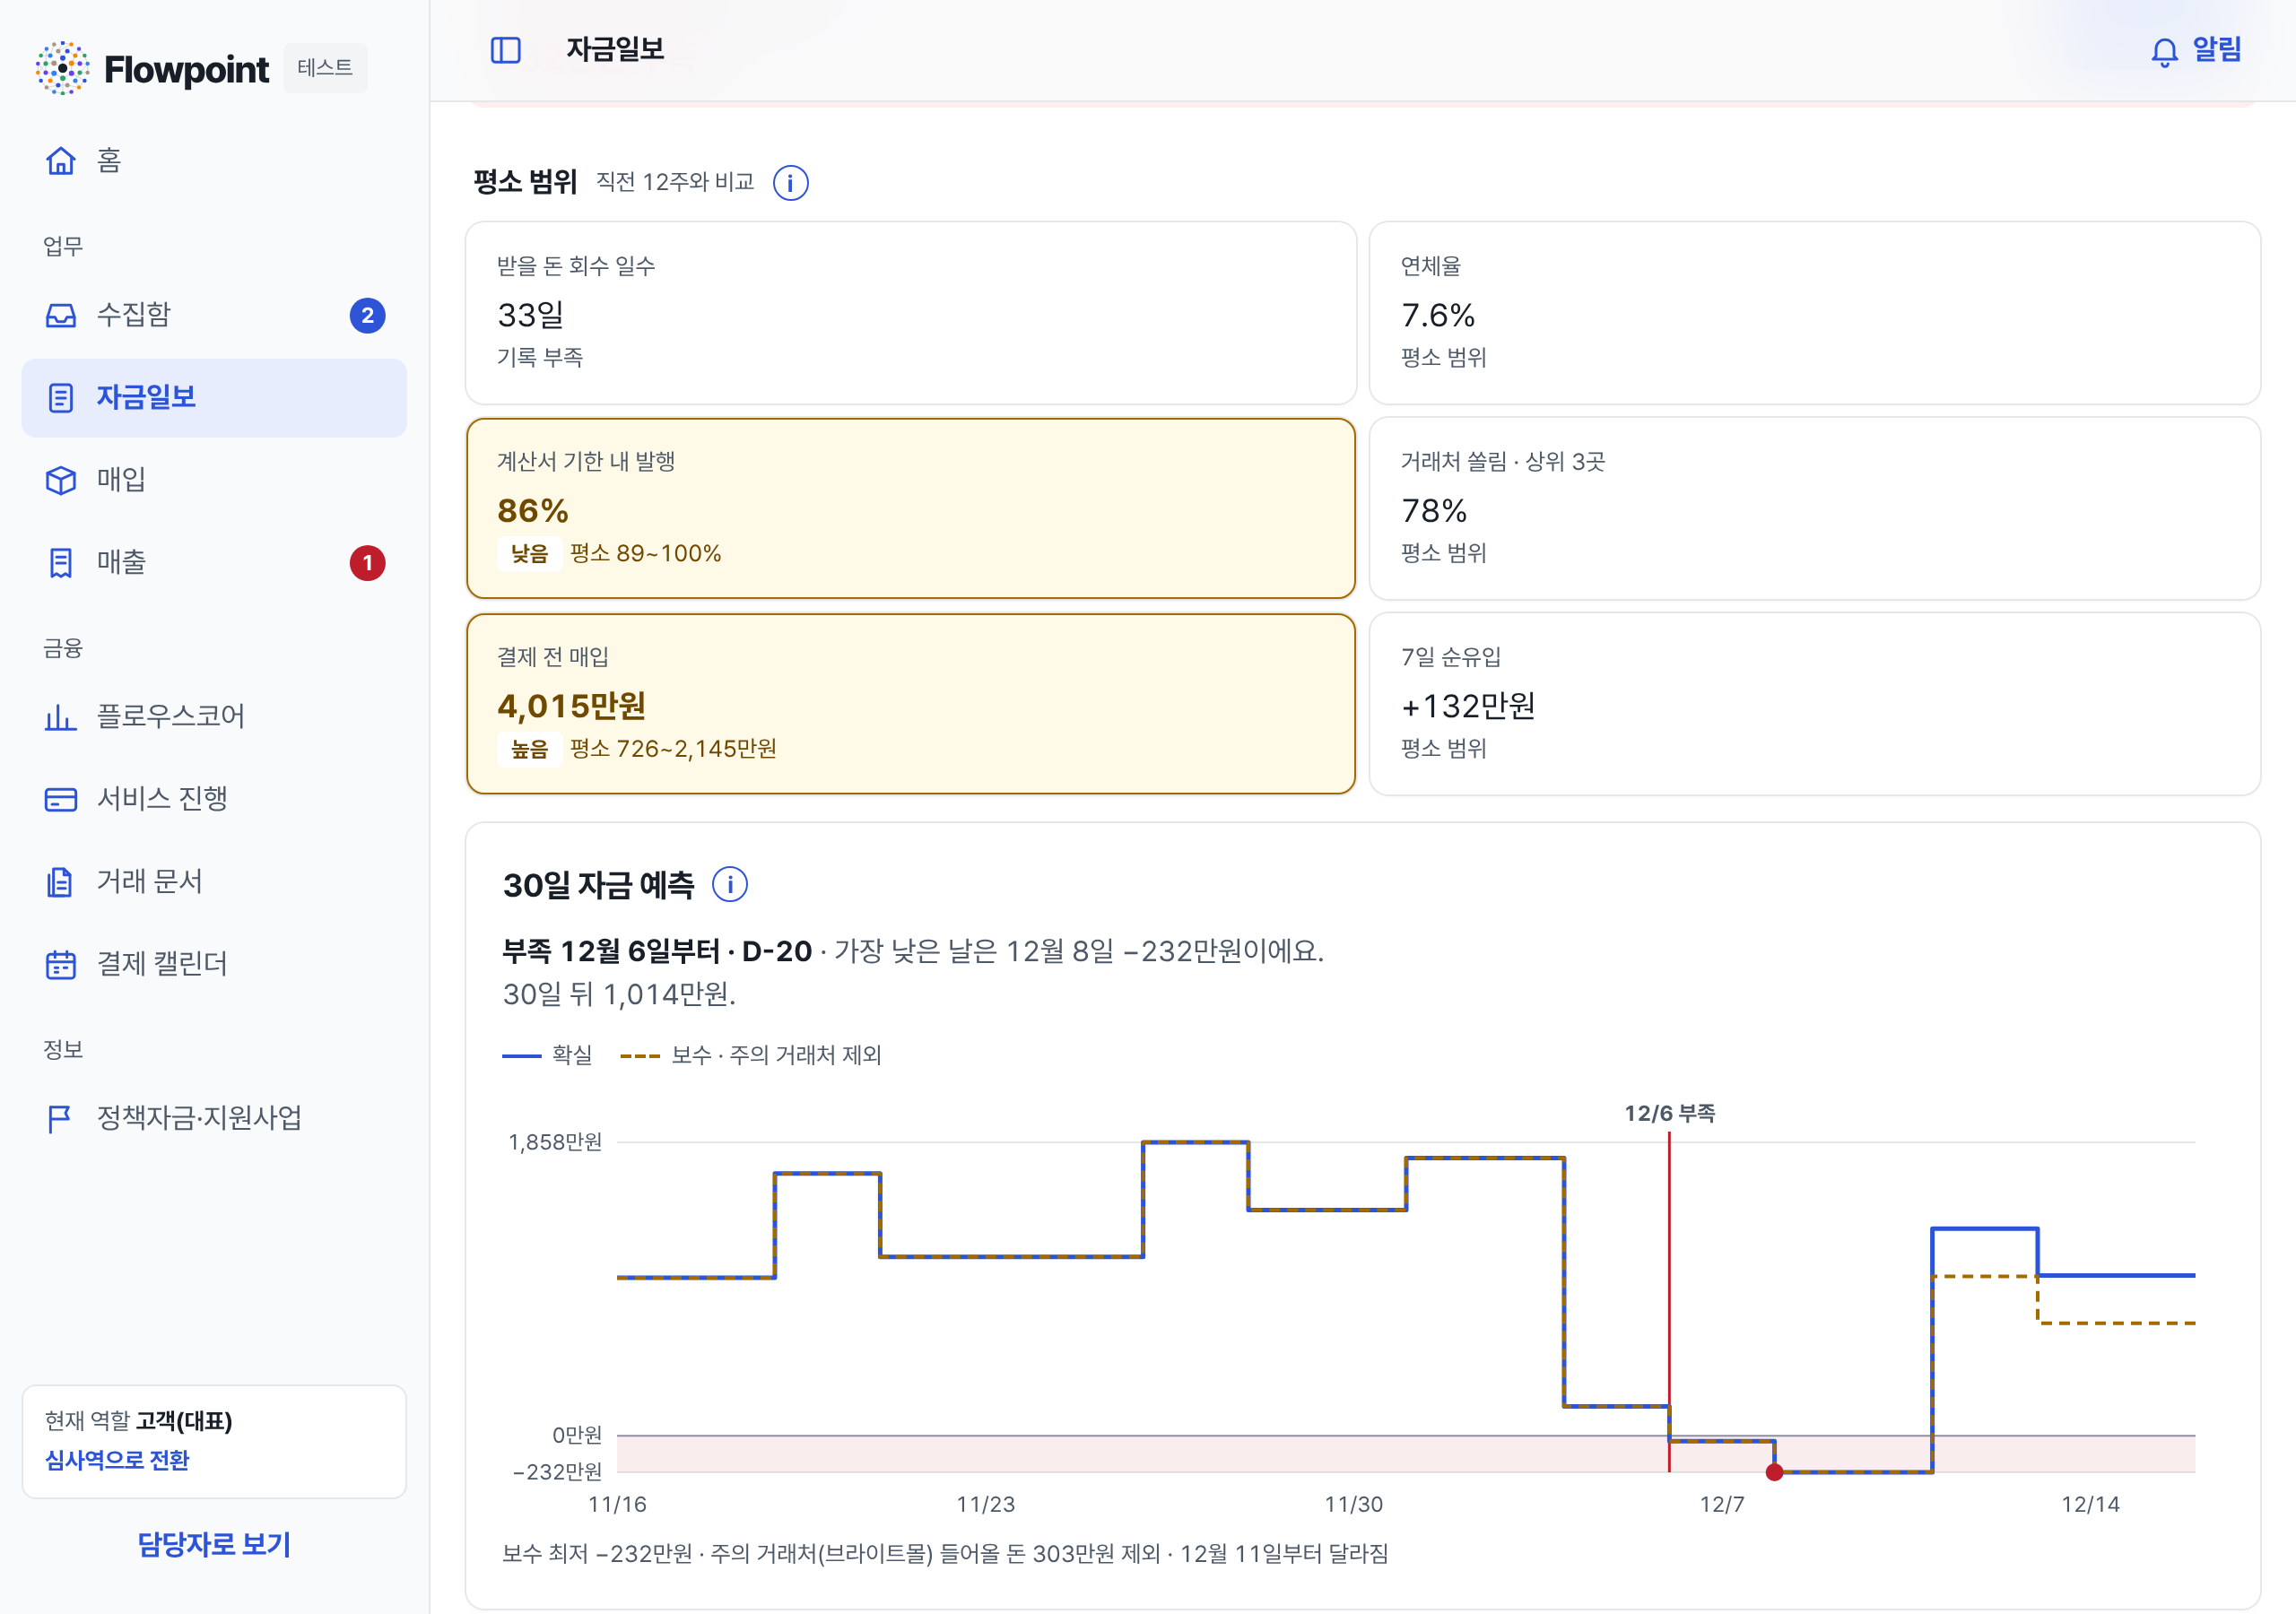 Flowpoint 테스트
홈
업무
수집함 2
자금일보
매입
매출 1
금융
플로우스코어
서비스 진행
거래 문서
결제 캘린더
정보
정책자금·지원사업
현재 역할 고객(대표)
심사역으로 전환
담당자로 보기
자금일보
알림
평소 범위 직전 12주와 비교
받을 돈 회수 일수
33일
기록 부족
연체율
7.6%
평소 범위
계산서 기한 내 발행
86%
낮음 평소 89~100%
거래처 쏠림 · 상위 3곳
78%
평소 범위
결제 전 매입
4,015만원
높음 평소 726~2,145만원
7일 순유입
+132만원
평소 범위
30일 자금 예측
부족 12월 6일부터 · D-20 · 가장 낮은 날은 12월 8일 −232만원이에요.
30일 뒤 1,014만원.
확실 보수 · 주의 거래처 제외
12/6 부족
1,858만원
0만원
−232만원
11/16 11/23 11/30 12/7 12/14
보수 최저 −232만원 · 주의 거래처(브라이트몰) 들어올 돈 303만원 제외 · 12월 11일부터 달라짐